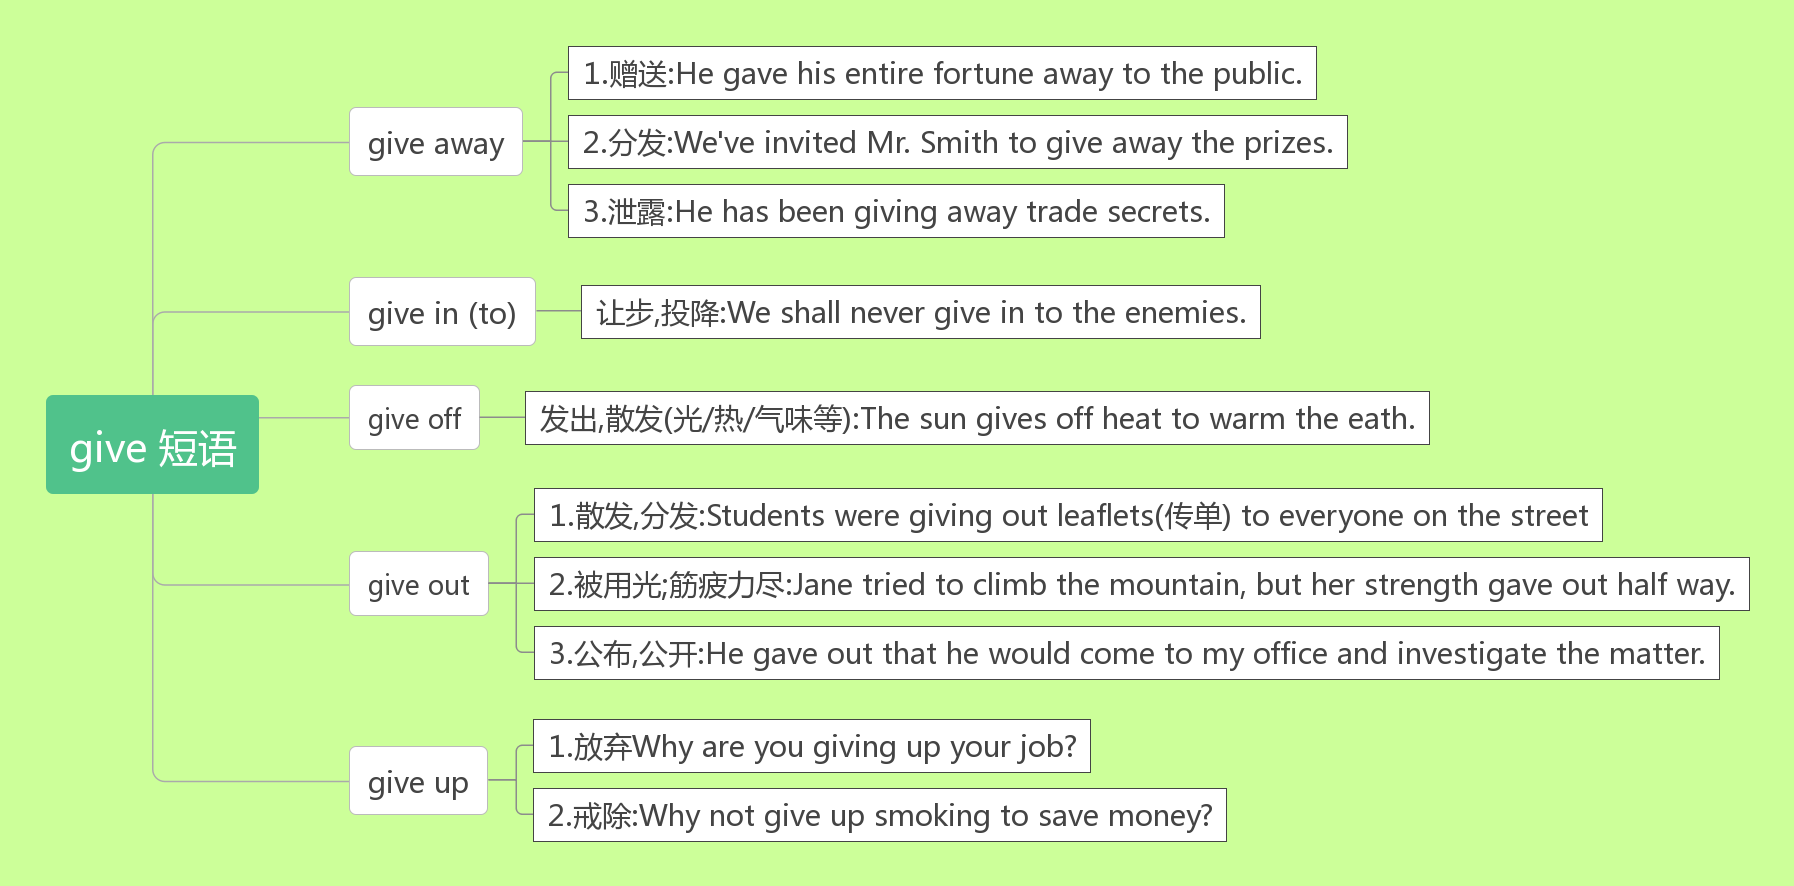 give 短语
give away
1.赠送:He gave his entire fortune away to the public.
2.分发:We've invited Mr. Smith to give away the prizes.
3.泄露:He has been giving away trade secrets.
give in (to)
让步,投降:We shall never give in to the enemies.
give off
发出,散发(光/热/气味等):The sun gives off heat to warm the eath.
give out
1.散发,分发:Students were giving out leaflets(传单) to everyone on the street
2.被用光;筋疲力尽:Jane tried to climb the mountain, but her strength gave out half way.
3.公布,公开:He gave out that he would come to my office and investigate the matter.
give up
1.放弃Why are you giving up your job?
2.戒除:Why not give up smoking to save money?